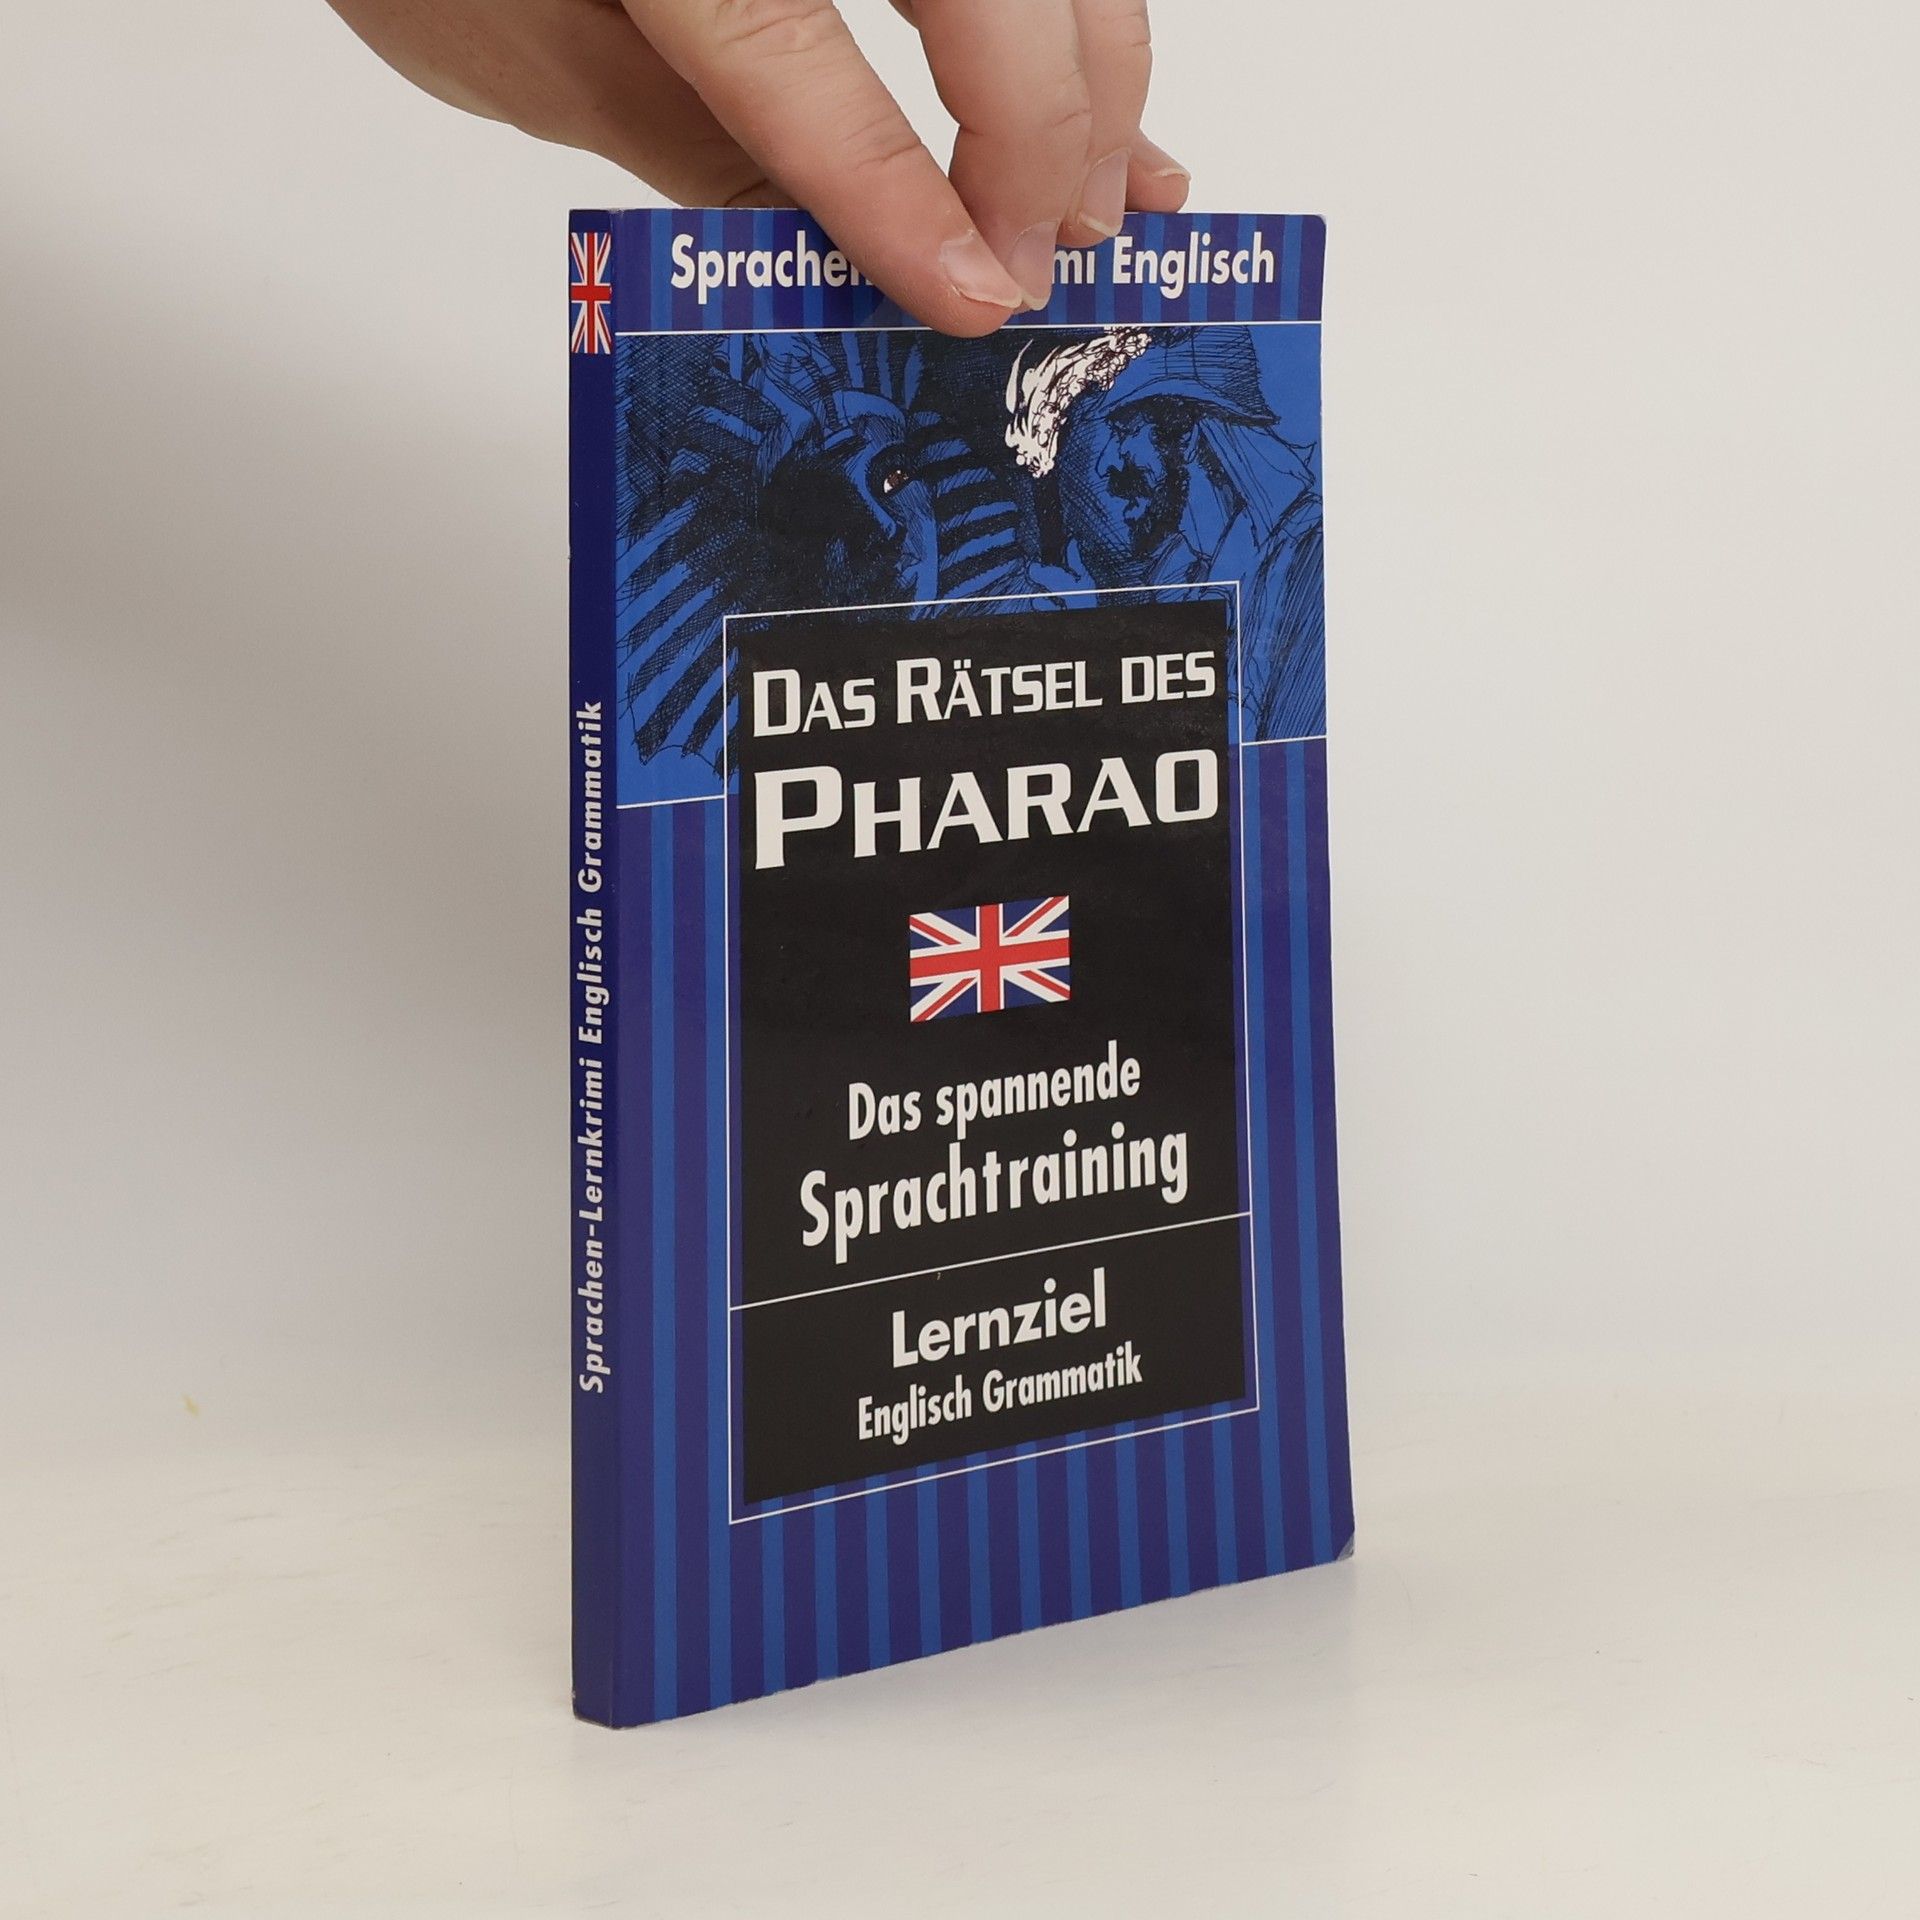 Sprachen mi Englisch
DAS RÄTSEL DES
PHARAO
Das spannende
Sprachtraining
Lernziel
Englisch Grammatik
Sprachen-Lernkrimi Englisch Grammatik